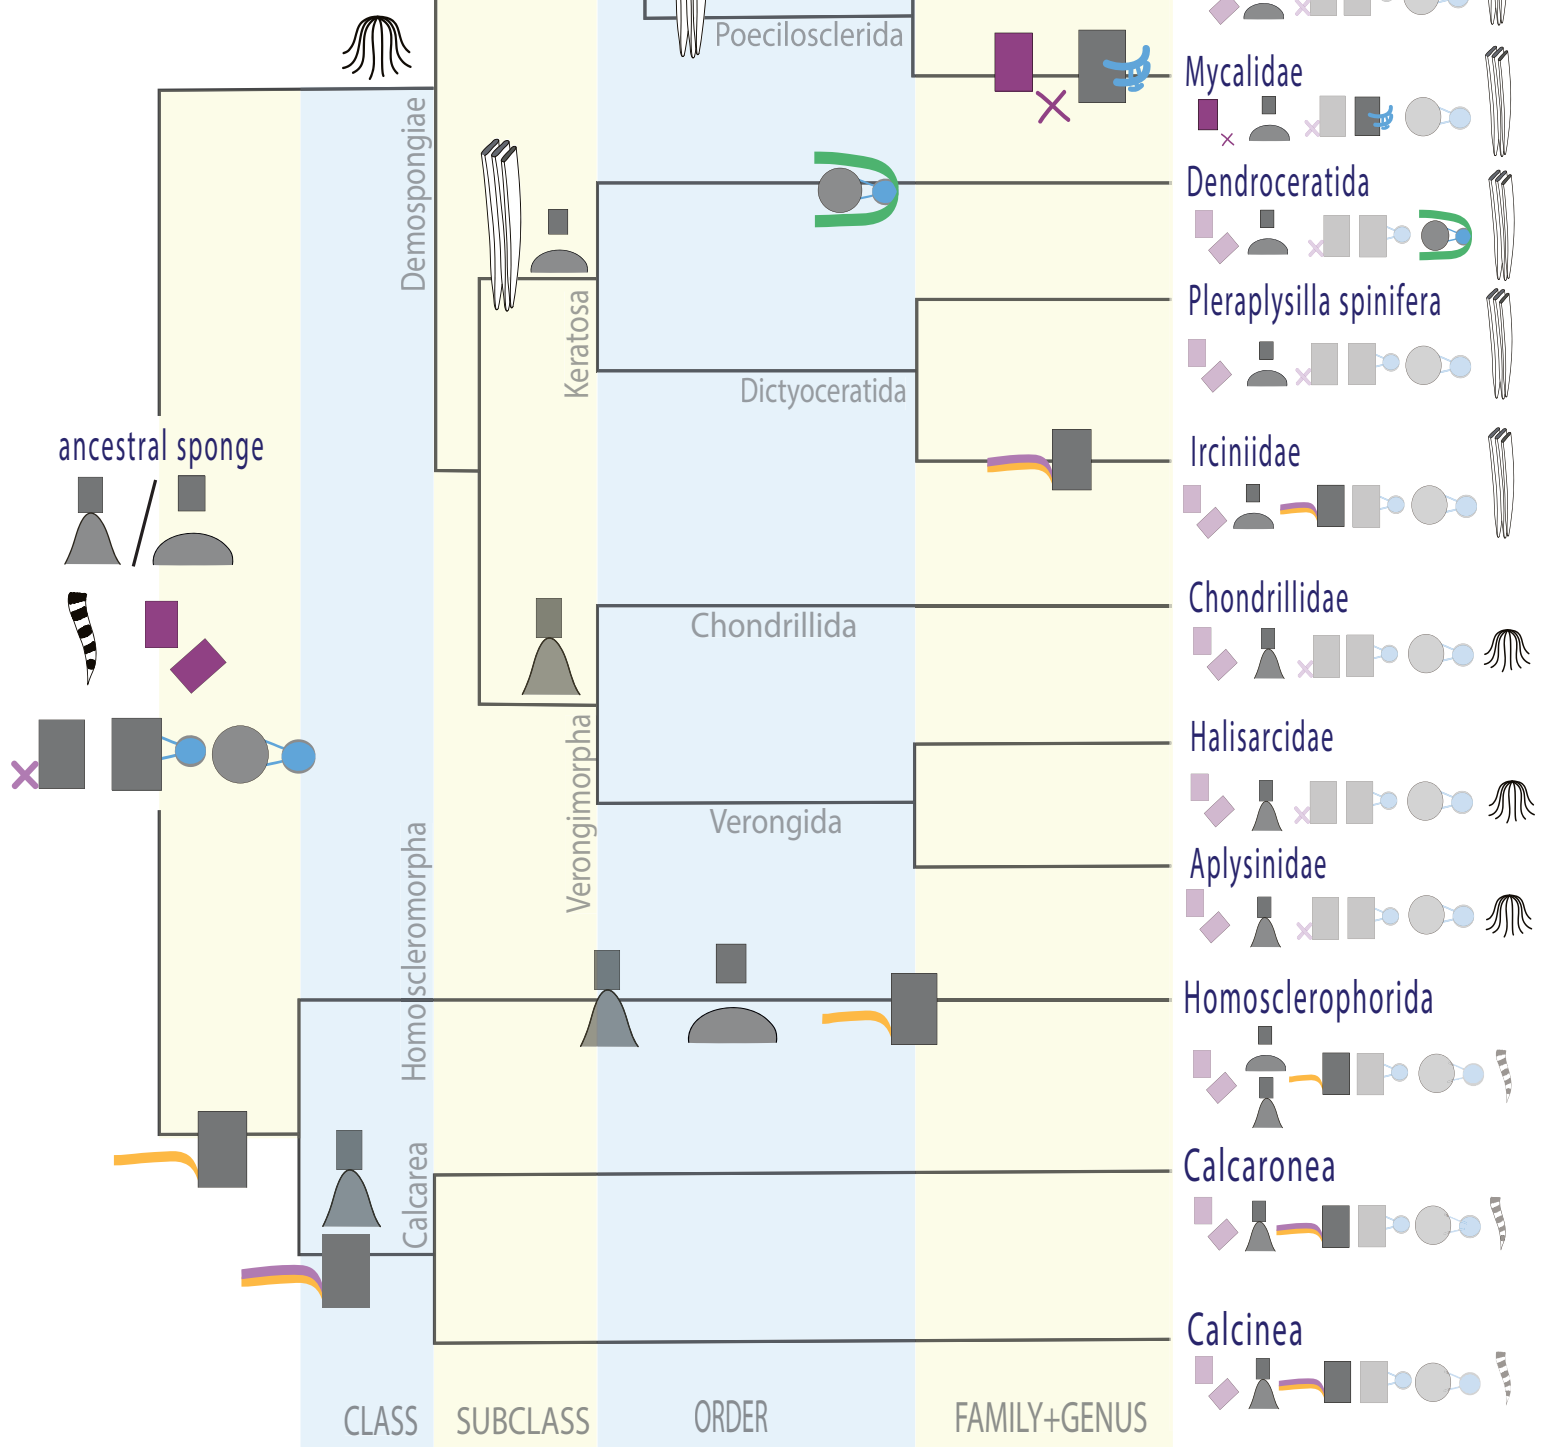 Poecilosclerida
Mycalidae
Demospongiae
Dendroceratida
Keratosa
Pleraplysilla spinifera
Dictyoceratida
ancestral sponge
Irciniidae
Chondrillidae
Chondrillida
Verongimorpha
Halisarcidae
Verongida
Homoscleromorpha
Aplysinidae
Homosclerophorida
Calcarea
Calcaronea
Calcinea
CLASS
SUBCLASS
ORDER
FAMILY+GENUS